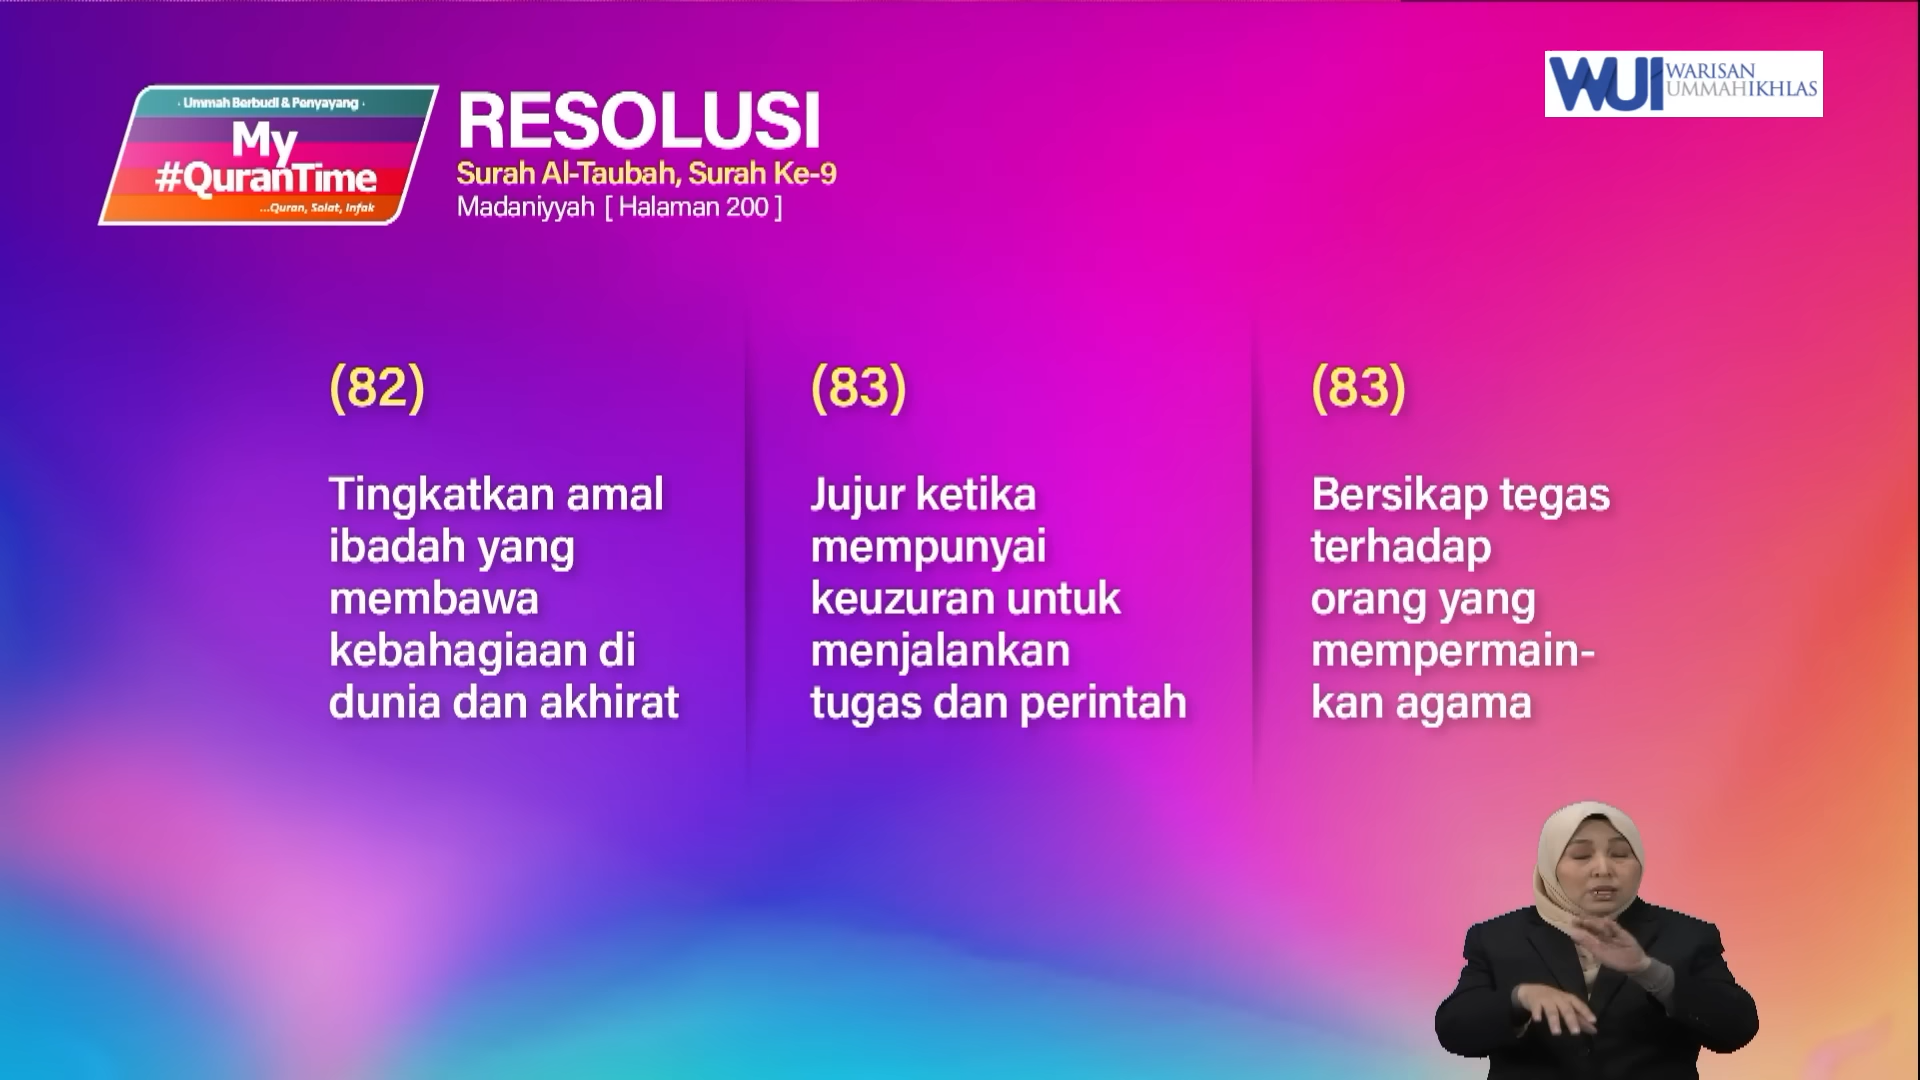 · Ummah Berbudi & Penyayang ·
My
#QuranTime
...Quran, Solat, Infak
RESOLUSI
Surah Al-Taubah, Surah Ke-9
Madaniyyah [ Halaman 200 ]
WUI WARISAN
UMMAHIKHLAS
(82)
Tingkatkan amal
ibadah yang
membawa
kebahagiaan di
dunia dan akhirat
(83)
Jujur ketika
mempunyai
keuzuran untuk
menjalankan
tugas dan perintah
(83)
Bersikap tegas
terhadap
orang yang
mempermain-
kan agama